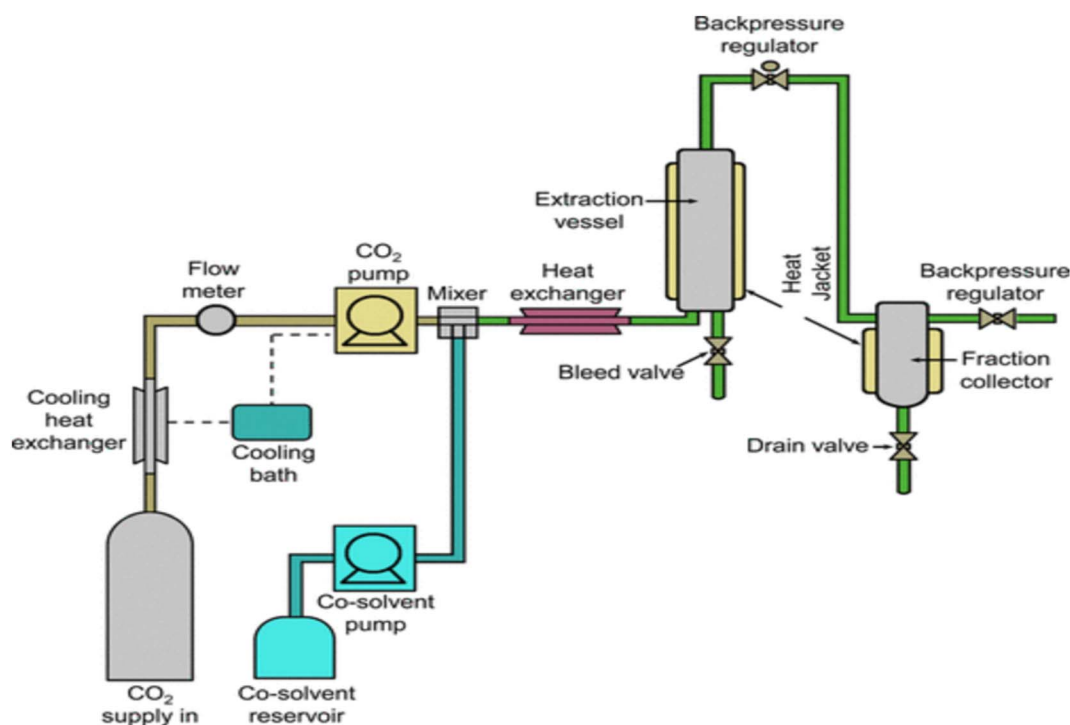 Backpressure
regulator
Extraction
vessel
CO₂
pump
Flow
meter
Mixer
Heat
exchanger
Heat
Jacket
Backpressure
regulator
Bleed valve
Fraction
collector
Cooling
heat
exchanger
Cooling
bath
Drain valve
Co-solvent
pump
CO₂
supply in
Co-solvent
reservoir